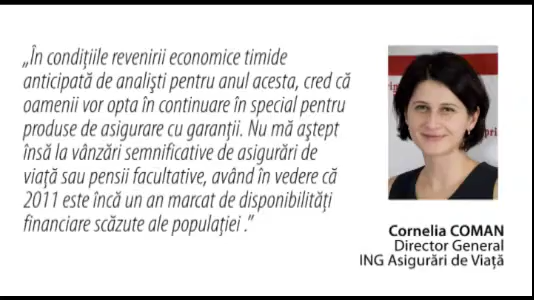 „În condițiile revenirii economice timide
anticipată de analiști pentru anul acesta, cred că
oamenii vor opta în continuare în special pentru
produse de asigurare cu garanții. Nu mă aștept
însă la vânzări semnificative de asigurări de
viață sau pensii facultative, având în vedere că
2011 este încă un an marcat de disponibilități
financiare scăzute ale populației .”
Cornelia COMAN
Director General
ING Asigurări de Viață